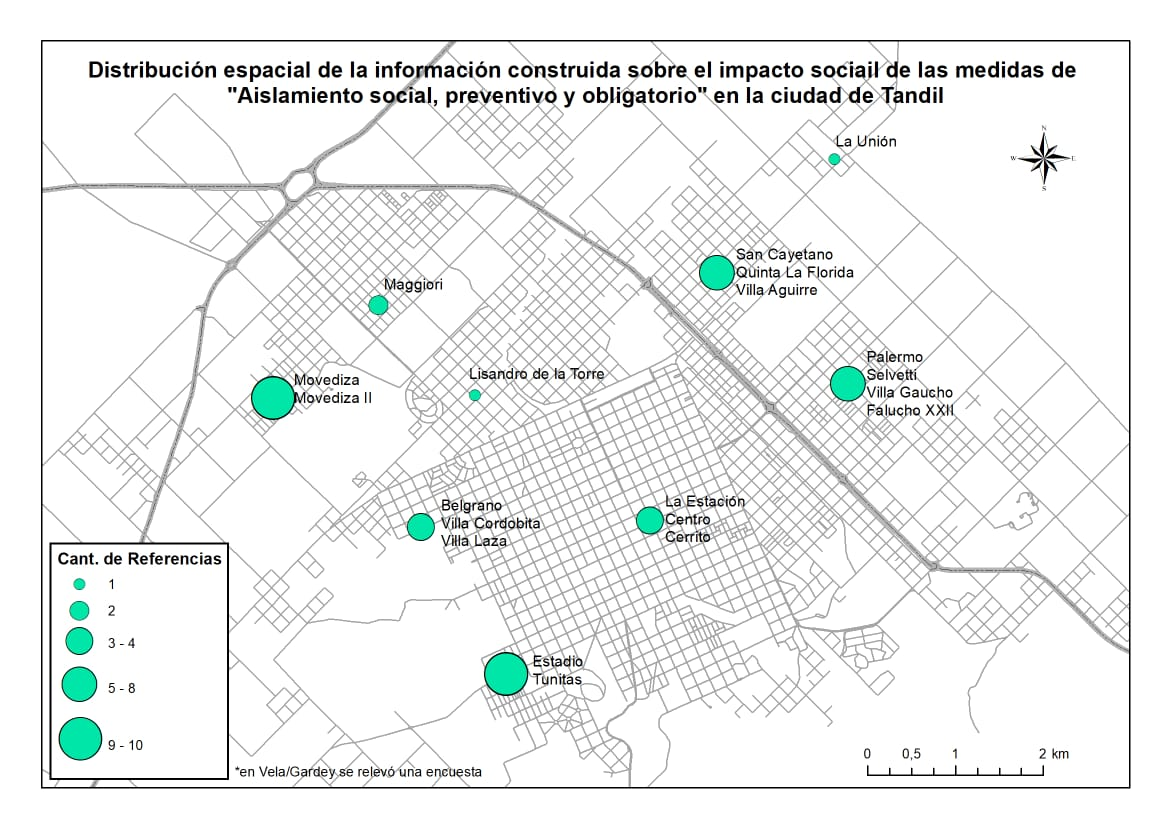 Distribución espacial de la información construida sobre el impacto sociail de las medidas de
"Aislamiento social, preventivo y obligatorio" en la ciudad de Tandil
La Unión
N
W
E
S
San Cayetano
Quinta La Florida
Villa Aguirre
Maggiori
Palermo
Selvetti
Villa Gaucho
Falucho XXII
Lisandro de la Torre
Movediza
Movediza II
Belgrano
Villa Cordobita
Villa Laza
La Estación
Centro
Cerrito
Estadio
Tunitas
Cant. de Referencias
1
2
3 - 4
5 - 8
9 - 10
*en Vela/Gardey se relevó una encuesta
0 0,5 1 2 km